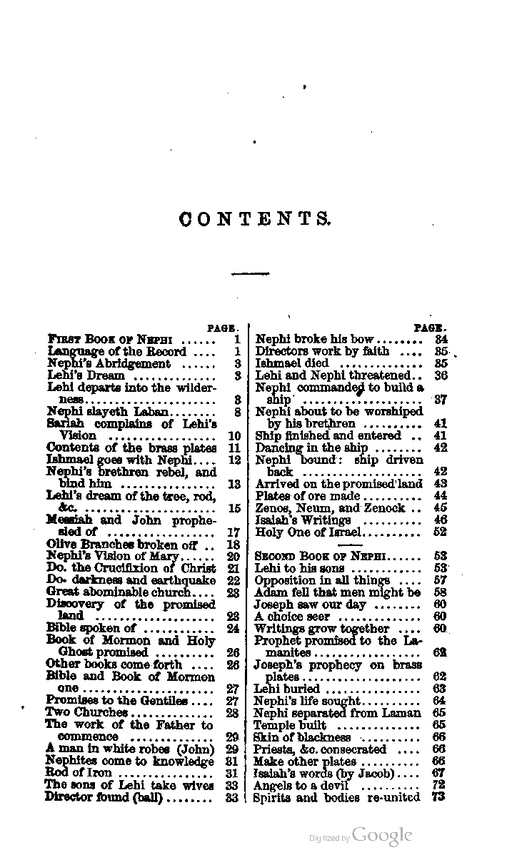 CONTENTS.
PAGE.
FIRST BOOK OF NEPHI ...... 1
Language of the Record .... 1
Nephi's Abridgement ...... 3
Lehi's Dream .............. 3
Lehi departs into the wilder-
ness..................... 3
Nephi slayeth Laban........ 8
Sariah complains of Lehi's
Vision .................. 10
Contents of the brass plates 11
Ishmael goes with Nephi.... 12
Nephi's brethren rebel, and
bind him ................ 13
Lehi's dream of the tree, rod,
&c. ..................... 15
Messiah and John prophe-
sied of .................. 17
Olive Branches broken off .. 18
Nephi's Vision of Mary...... 20
Do. the Crucifixion of Christ 21
Do. darkness and earthquake 22
Great abominable church.... 23
Discovery of the promised
land .................... 23
Bible spoken of ............ 24
Book of Mormon and Holy
Ghost promised .......... 26
Other books come forth .... 26
Bible and Book of Mormon
one ..................... 27
Promises to the Gentiles .... 27
Two Churches.............. 28
The work of the Father to
commence ............... 29
A man in white robes (John) 29
Nephites come to knowledge 31
Rod of Iron ............... 31
The sons of Lehi take wives 33
Director found (ball) ........ 33
PAGE.
Nephi broke his bow........ 34
Directors work by faith .... 35
Ishmael died .............. 35
Lehi and Nephi threatened.. 36
Nephi commanded to build a
ship ..................... 37
Nephi about to be worshiped
by his brethren .......... 41
Ship finished and entered .. 41
Dancing in the ship ........ 42
Nephi bound: ship driven
back .................... 42
Arrived on the promised land 43
Plates of ore made .......... 44
Zenos, Neum, and Zenock .. 45
Isaiah's Writings .......... 46
Holy One of Israel.......... 52
SECOND BOOK OF NEPHI...... 53
Lehi to his sons ............ 53
Opposition in all things .... 57
Adam fell that men might be 58
Joseph saw our day ........ 60
A choice seer .............. 60
Writings grow together .... 60
Prophet promised to the La-
manites .................. 62
Joseph's prophecy on brass
plates .................... 62
Lehi buried ................ 63
Nephi's life sought.......... 64
Nephi separated from Laman 65
Temple built .............. 65
Skin of blackness .......... 66
Priests, &c. consecrated .... 66
Make other plates .......... 66
Isaiah's words (by Jacob).... 67
Angels to a devil .......... 72
Spirits and bodies re-united 73
Digitized by Google